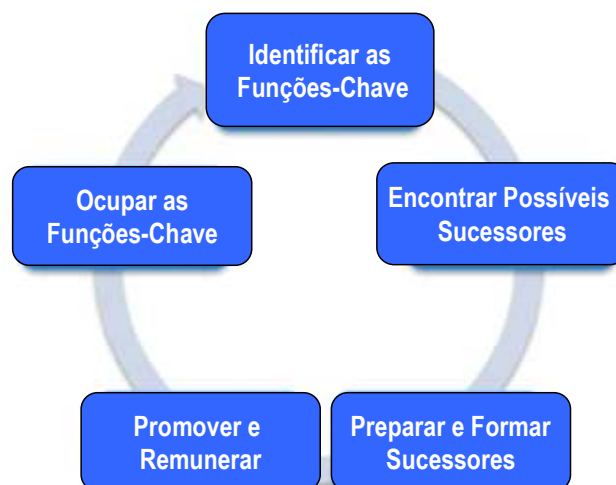 Identificar as
Funções-Chave
Encontrar Possíveis
Sucessores
Preparar e Formar
Sucessores
Promover e
Remunerar
Ocupar as
Funções-Chave